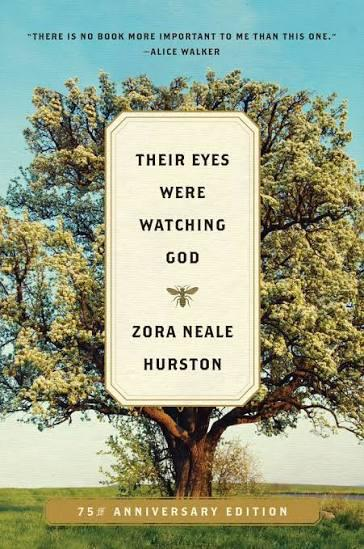 "THERE IS NO BOOK MORE IMPORTANT TO ME THAN THIS ONE."
—ALICE WALKER
THEIR EYES
WERE
WATCHING
GOD
ZORA NEALE
HURSTON
75TH ANNIVERSARY EDITION